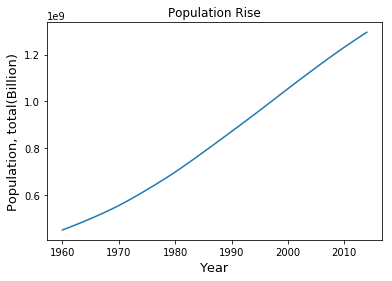 Population Rise
1e9
1.2
1.0
0.8
0.6
Population, total(Billion)
1960 1970 1980 1990 2000 2010
Year